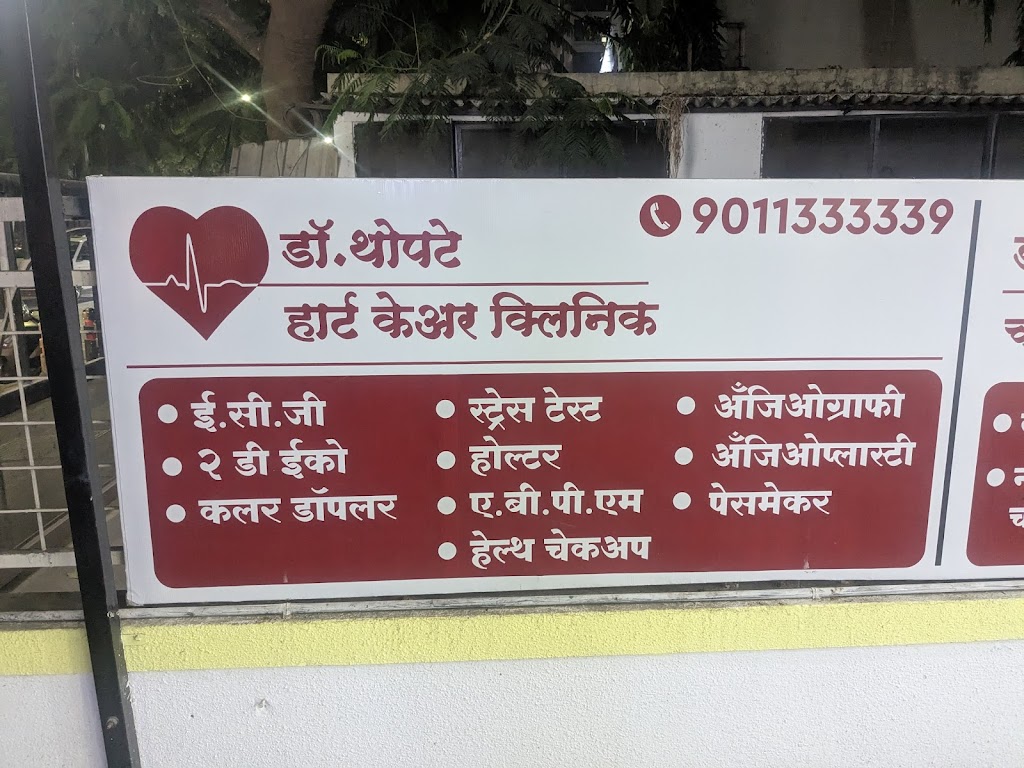 डॉ.थोपटे
9011333339
हार्ट केअर क्लिनिक
ई.सी.जी
२ डी ईको
कलर डॉपलर
स्ट्रेस टेस्ट
होल्टर
ए.बी.पी.एम
हेल्थ चेकअप
अँजिओग्राफी
अँजिओप्लास्टी
पेसमेकर